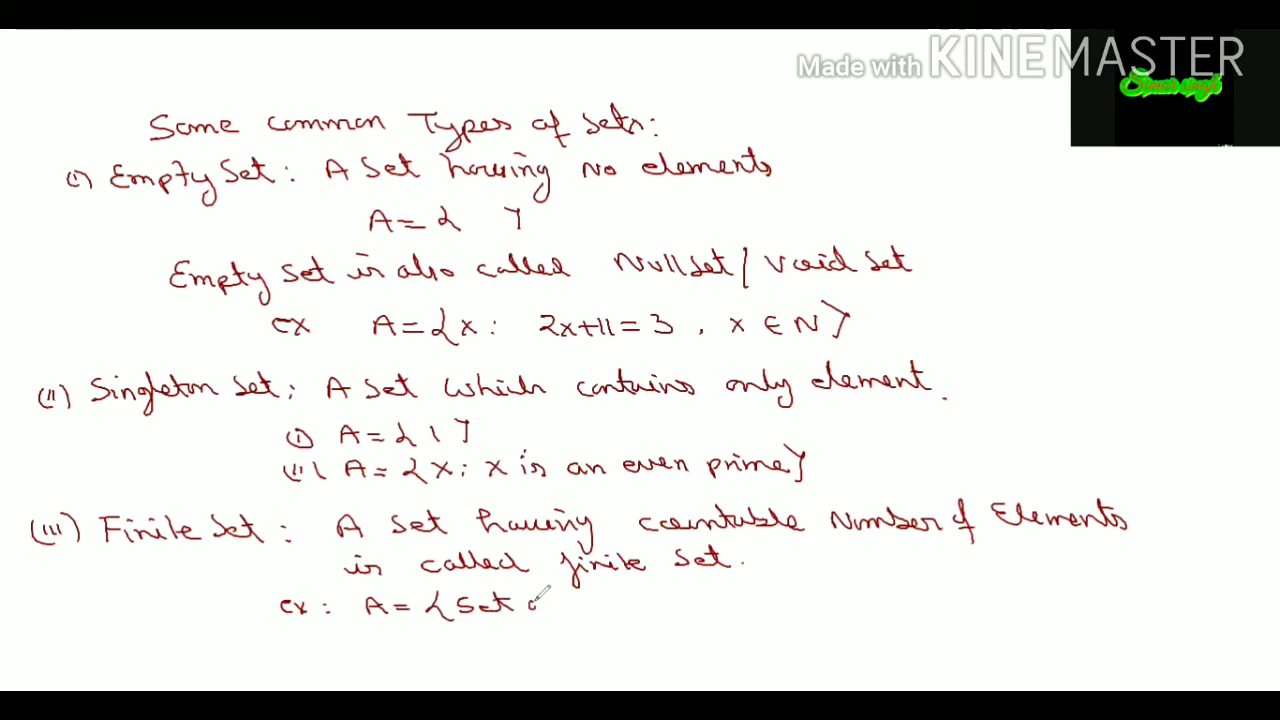 Made with KINEMASTER
Simar singh
Some common Types of sets:
(i) Empty Set: A Set having no elements
A = { }
Empty set is also called Null set / Void set
ex A = {x : 2x+11 = 3, x ∈ N}
(ii) Singleton set: A Set which contains only element.
(i) A = { 1 }
(ii) A = {x : x is an even prime}
(iii) Finite Set: A set having countable Number of Elements
is called finite set.
ex : A = {Set